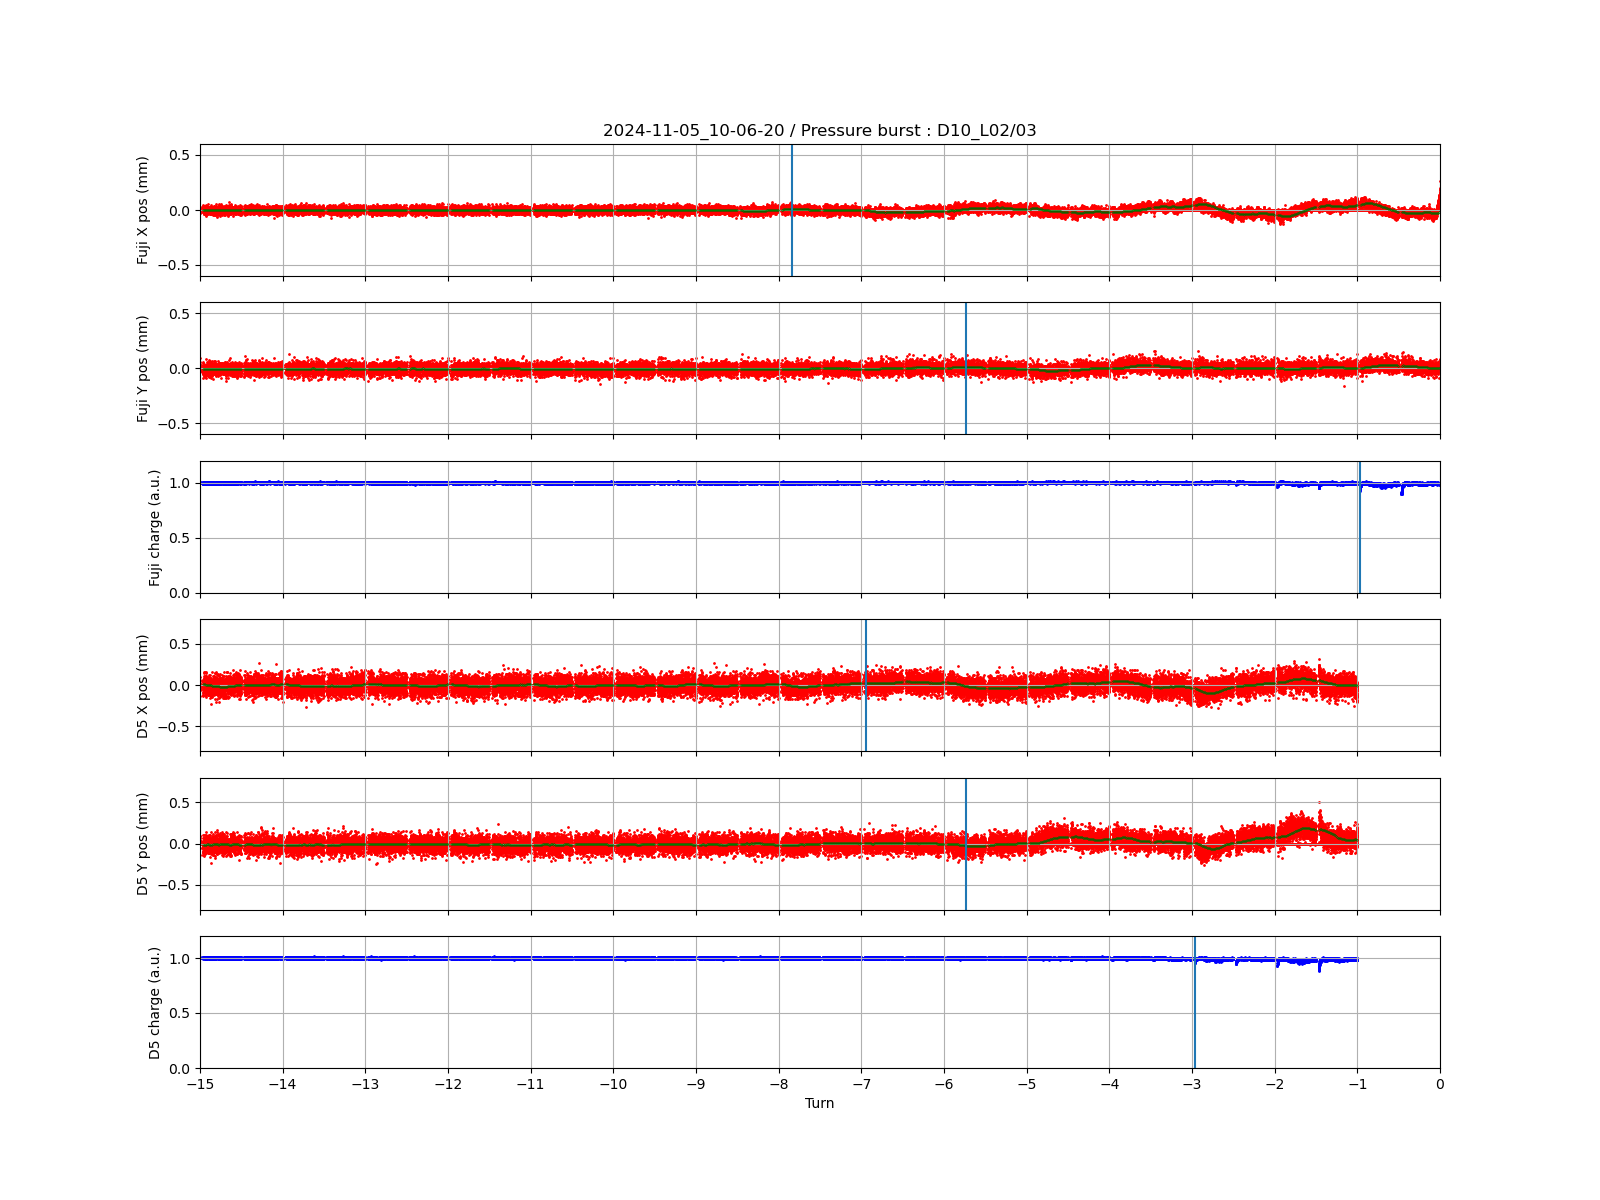 2024-11-05_10-06-20 / Pressure burst : D10_L02/03
Fuji X pos (mm)
0.5
0.0
−0.5
Fuji Y pos (mm)
0.5
0.0
−0.5
Fuji charge (a.u.)
1.0
0.5
0.0
D5 X pos (mm)
0.5
0.0
−0.5
D5 Y pos (mm)
0.5
0.0
−0.5
D5 charge (a.u.)
1.0
0.5
0.0
−15 −14 −13 −12 −11 −10 −9 −8 −7 −6 −5 −4 −3 −2 −1 0
Turn